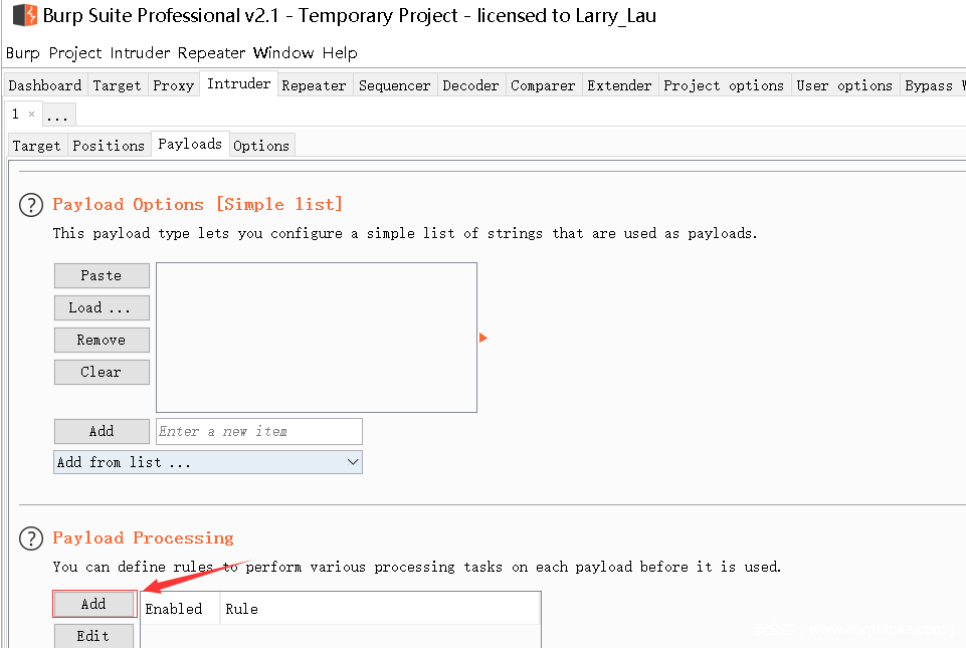 Burp Suite Professional v2.1 - Temporary Project - licensed to Larry_Lau
Burp Project Intruder Repeater Window Help
Dashboard Target Proxy Intruder Repeater Sequencer Decoder Comparer Extender Project options User options Bypass
1 × ...
Target Positions Payloads Options
? Payload Options [Simple list]
This payload type lets you configure a simple list of strings that are used as payloads.
Paste
Load ...
Remove
Clear
Add Enter a new item
Add from list ...
? Payload Processing
You can define rules to perform various processing tasks on each payload before it is used.
Add Enabled Rule
Edit